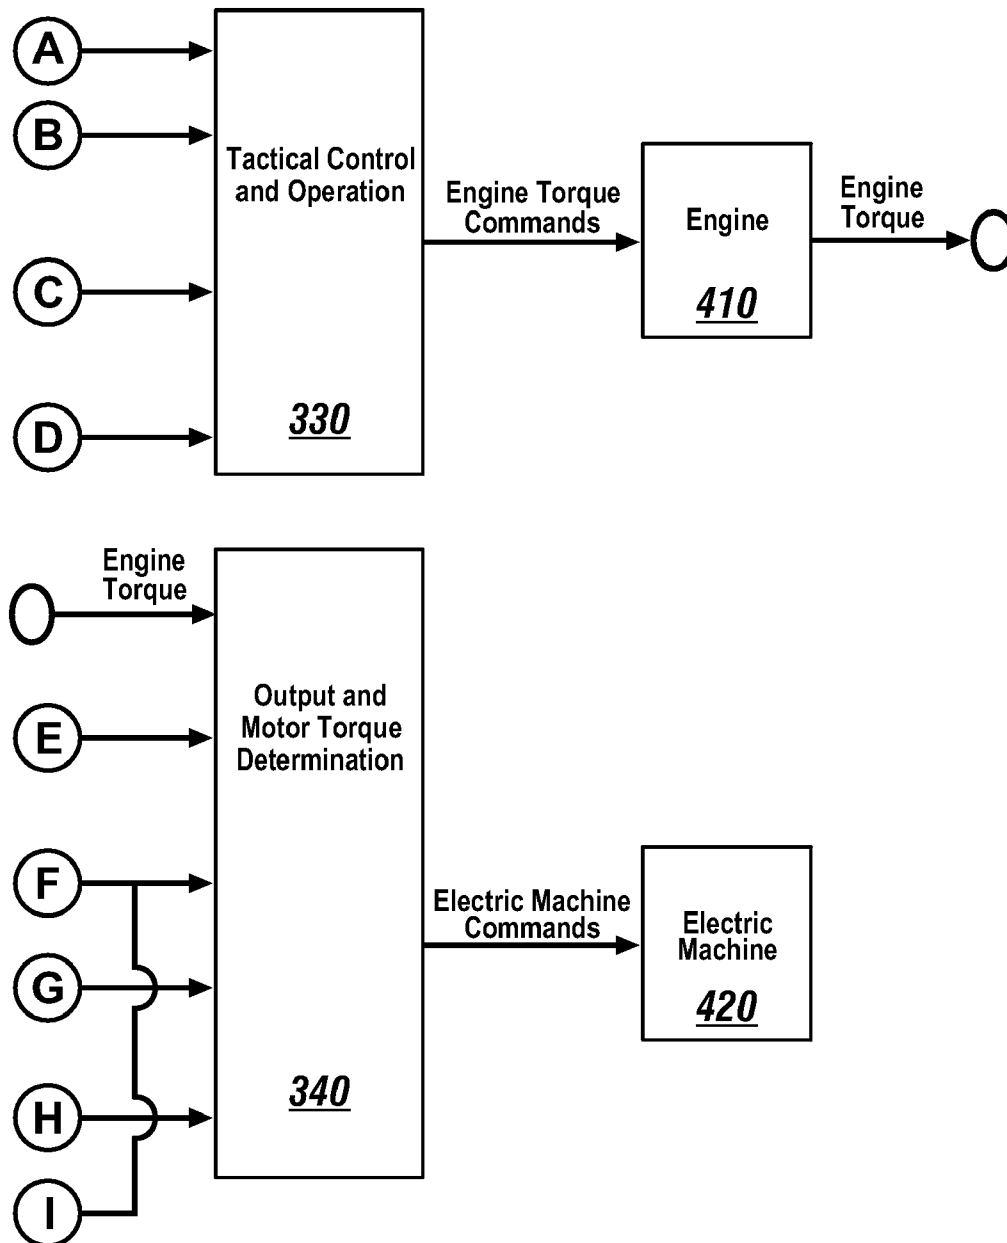 A
B
C
D
Tactical Control
and Operation
330
Engine Torque
Commands
Engine
410
Engine
Torque
Engine
Torque
E
F
G
H
I
Output and
Motor Torque
Determination
340
Electric Machine
Commands
Electric
Machine
420